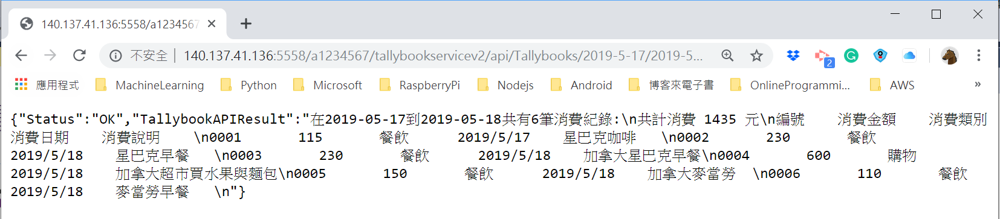 140.137.41.136:5558/a1234567
不安全 | 140.137.41.136:5558/a1234567/tallybookservicev2/api/Tallybooks/2019-5-17/2019-5...
2
應用程式 MachineLearning Python Microsoft RaspberryPi Nodejs Android 博客來電子書 OnlineProgrammi... AWS »
{"Status":"OK","TallybookAPIResult":"在2019-05-17到2019-05-18共有6筆消費紀錄:\n共計消費 1435 元\n編號 消費金額 消費類別
消費日期 消費說明 \n0001 115 餐飲 2019/5/17 星巴克咖啡 \n0002 230 餐飲
2019/5/18 星巴克早餐 \n0003 230 餐飲 2019/5/18 加拿大星巴克早餐\n0004 600 購物
2019/5/18 加拿大超市買水果與麵包\n0005 150 餐飲 2019/5/18 加拿大麥當勞 \n0006 110 餐飲
2019/5/18 麥當勞早餐 \n"}